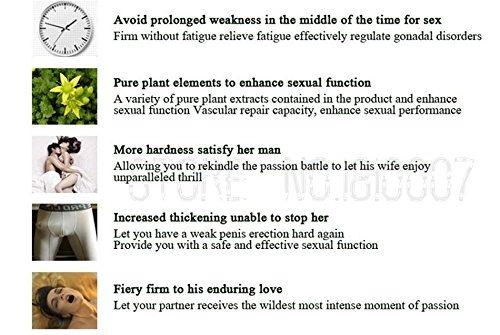 Avoid prolonged weakness in the middle of the time for sex
Firm without fatigue relieve fatigue effectively regulate gonadal disorders
Pure plant elements to enhance sexual function
A variety of pure plant extracts contained in the product and enhance
sexual function Vascular repair capacity, enhance sexual performance
More hardness satisfy her man
Allowing you to rekindle the passion battle to let his wife enjoy
unparalleled thrill
STORE NO.1810007
Increased thickening unable to stop her
Let you have a weak penis erection hard again
Provide you with a safe and effective sexual function
Fiery firm to his enduring love
Let your partner receives the wildest most intense moment of passion